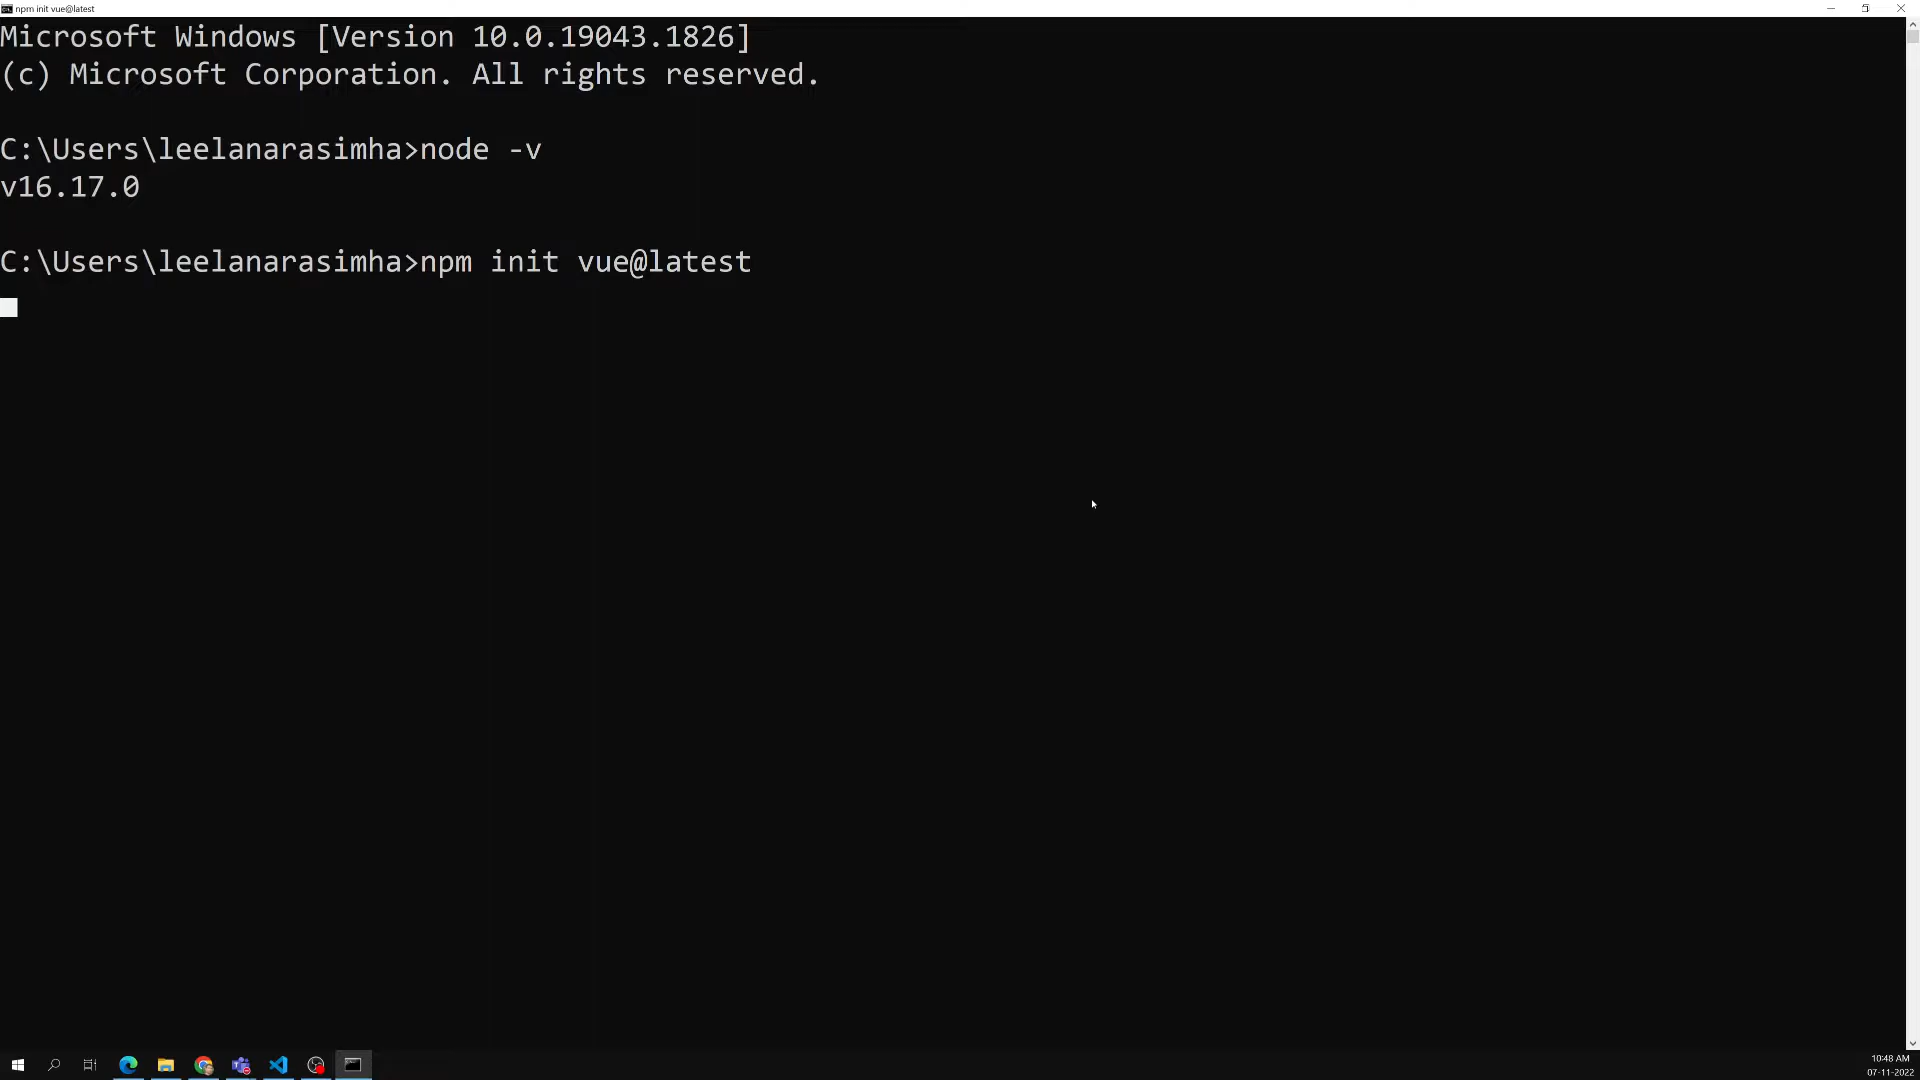 npm init vue@latest
Microsoft Windows [Version 10.0.19043.1826]
(c) Microsoft Corporation. All rights reserved.
C:\Users\leelanarasimha>node -v
v16.17.0
C:\Users\leelanarasimha>npm init vue@latest
10:48 AM
07-11-2022